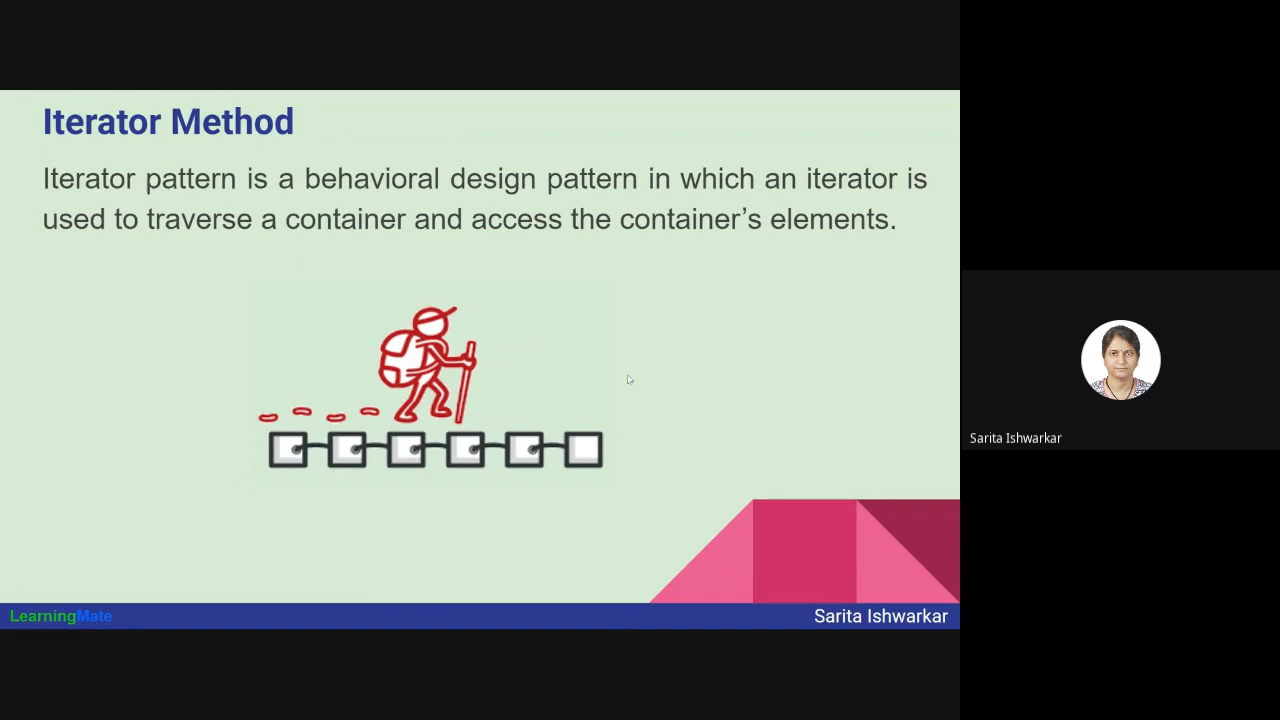 Iterator Method
Iterator pattern is a behavioral design pattern in which an iterator is
used to traverse a container and access the container’s elements.
Sarita Ishwarkar
LearningMate
Sarita Ishwarkar